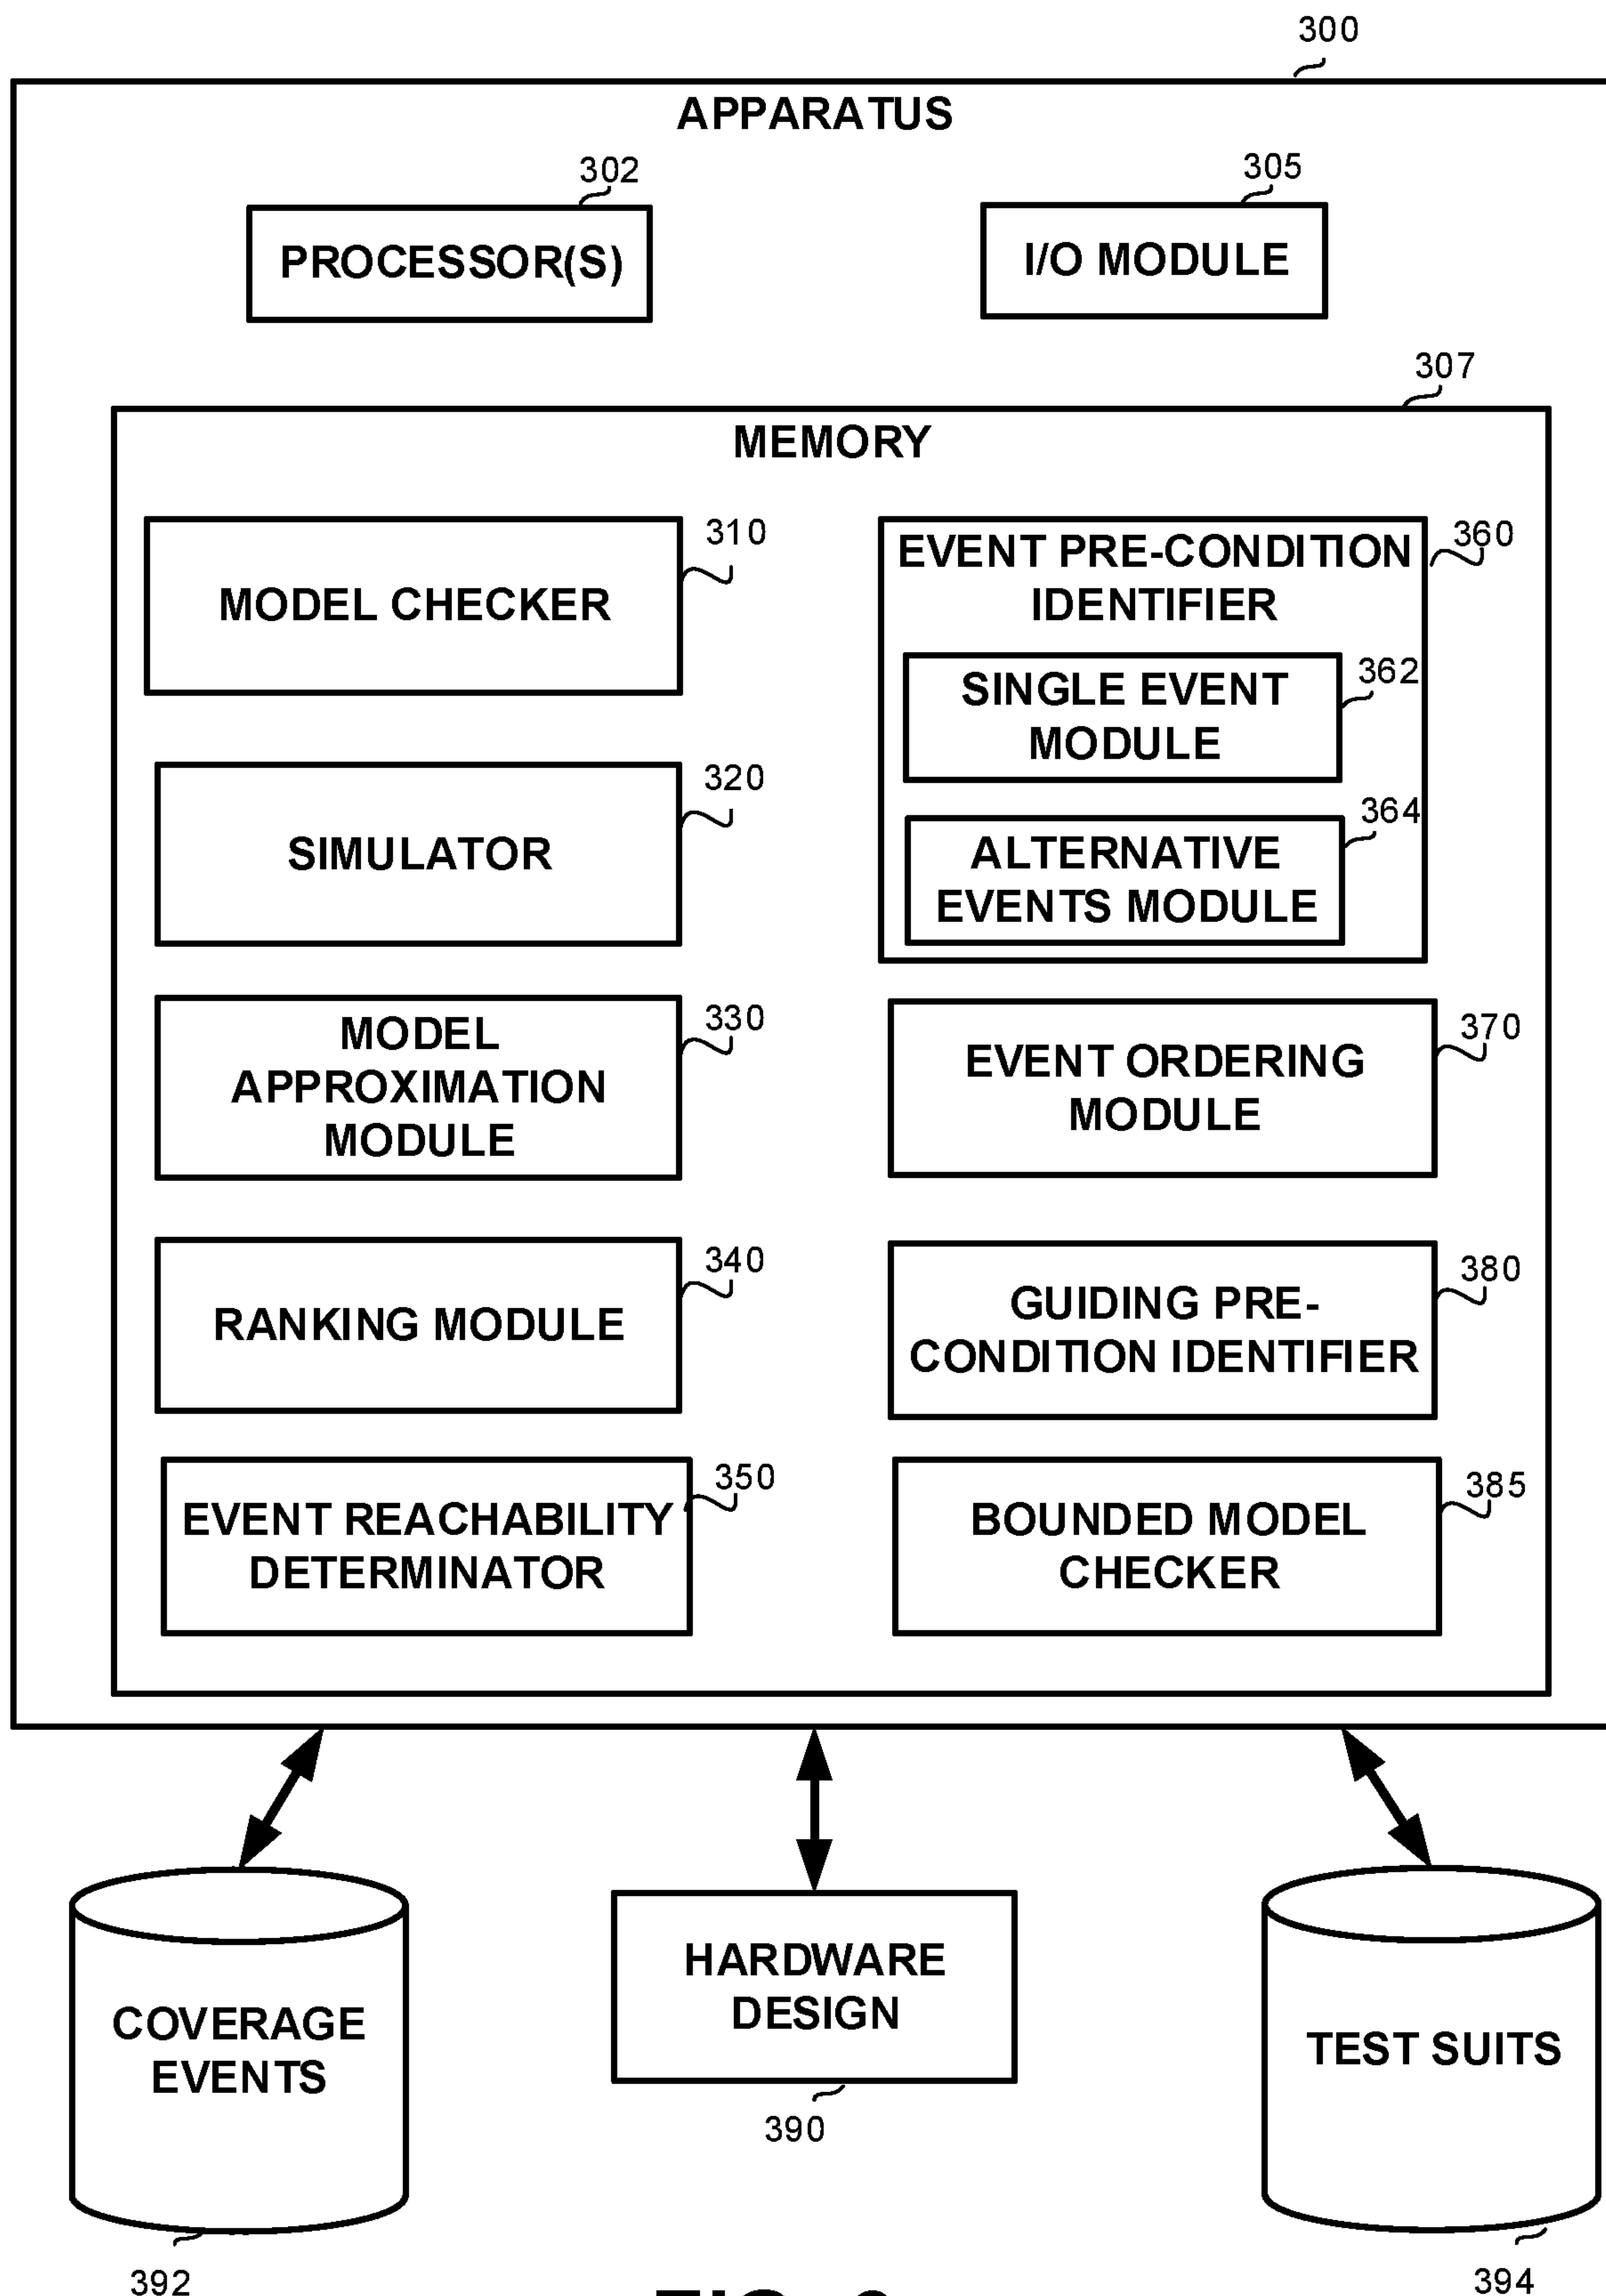 300
APPARATUS
302
305
PROCESSOR(S)
I/O MODULE
307
MEMORY
310
MODEL CHECKER
360
EVENT PRE-CONDITION
IDENTIFIER
362
SINGLE EVENT
MODULE
320
SIMULATOR
364
ALTERNATIVE
EVENTS MODULE
330
MODEL
APPROXIMATION
MODULE
370
EVENT ORDERING
MODULE
340
RANKING MODULE
380
GUIDING PRE-
CONDITION IDENTIFIER
350
EVENT REACHABILITY
DETERMINATOR
385
BOUNDED MODEL
CHECKER
COVERAGE
EVENTS
HARDWARE
DESIGN
TEST SUITS
390
392
394